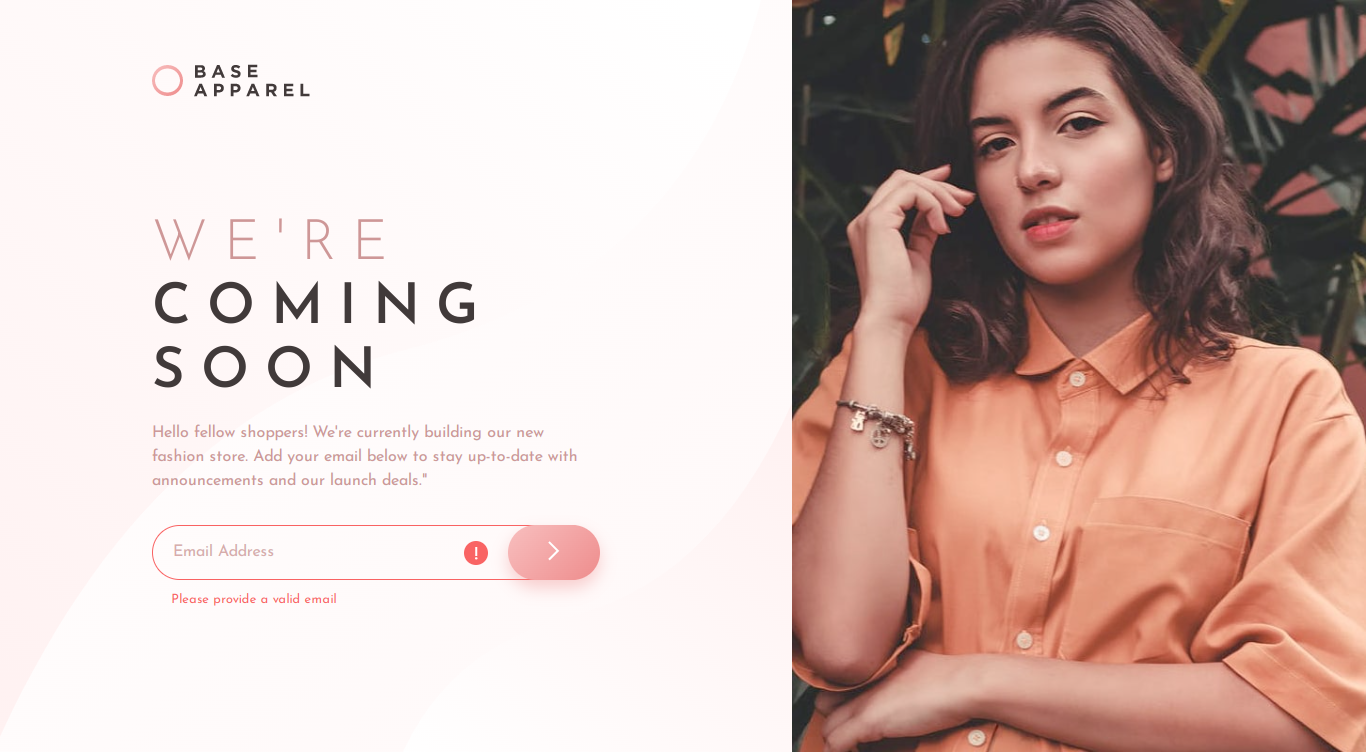 BASE
APPAREL
WE'RE
COMING
SOON
Hello fellow shoppers! We're currently building our new
fashion store. Add your email below to stay up-to-date with
announcements and our launch deals."
Email Address
!
Please provide a valid email